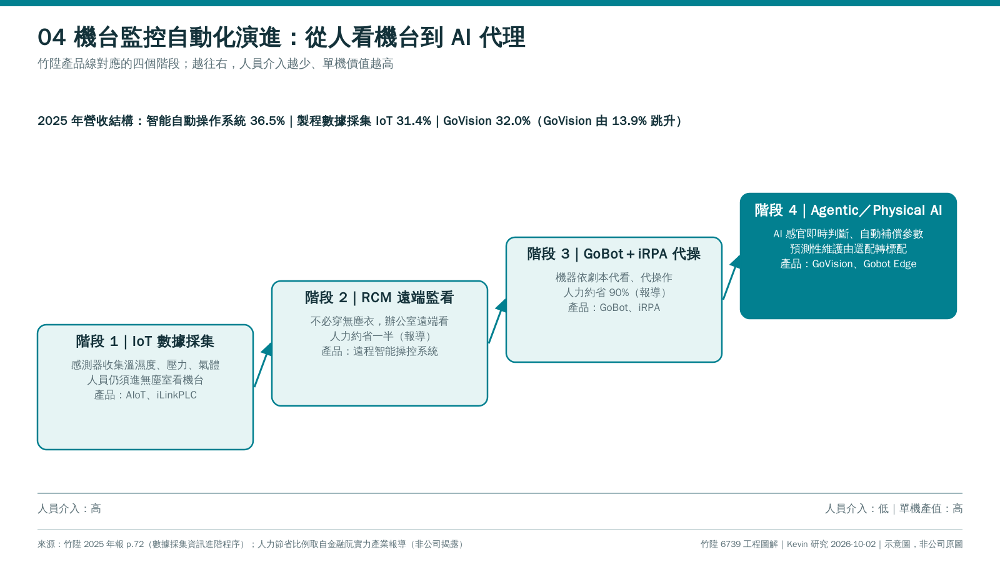 04 機台監控自動化演進：從人看機台到 AI 代理
竹陞產品線對應的四個階段；越往右，人員介入越少、單機價值越高
2025 年營收結構：智能自動操作系統 36.5%｜製程數據採集 IoT 31.4%｜GoVision 32.0%（GoVision 由 13.9% 跳升）
階段 1｜IoT 數據採集
感測器收集溫濕度、壓力、氣體
人員仍須進無塵室看機台
產品：AIoT、iLinkPLC
階段 2｜RCM 遠端監看
不必穿無塵衣，辦公室遠端看
人力約省一半（報導）
產品：遠程智能操控系統
階段 3｜GoBot＋iRPA 代操
機器依劇本代看、代操作
人力約省 90%（報導）
產品：GoBot、iRPA
階段 4｜Agentic／Physical AI
AI 感官即時判斷、自動補償參數
預測性維護由選配轉標配
產品：GoVision、Gobot Edge
人員介入：高
人員介入：低｜單機產值：高
來源：竹陞 2025 年報 p.72（數據採集資訊進階程序）；人力節省比例取自金融阮實力產業報導（非公司揭露）
竹陞 6739 工程圖解｜Kevin 研究 2026-10-02｜示意圖，非公司原圖